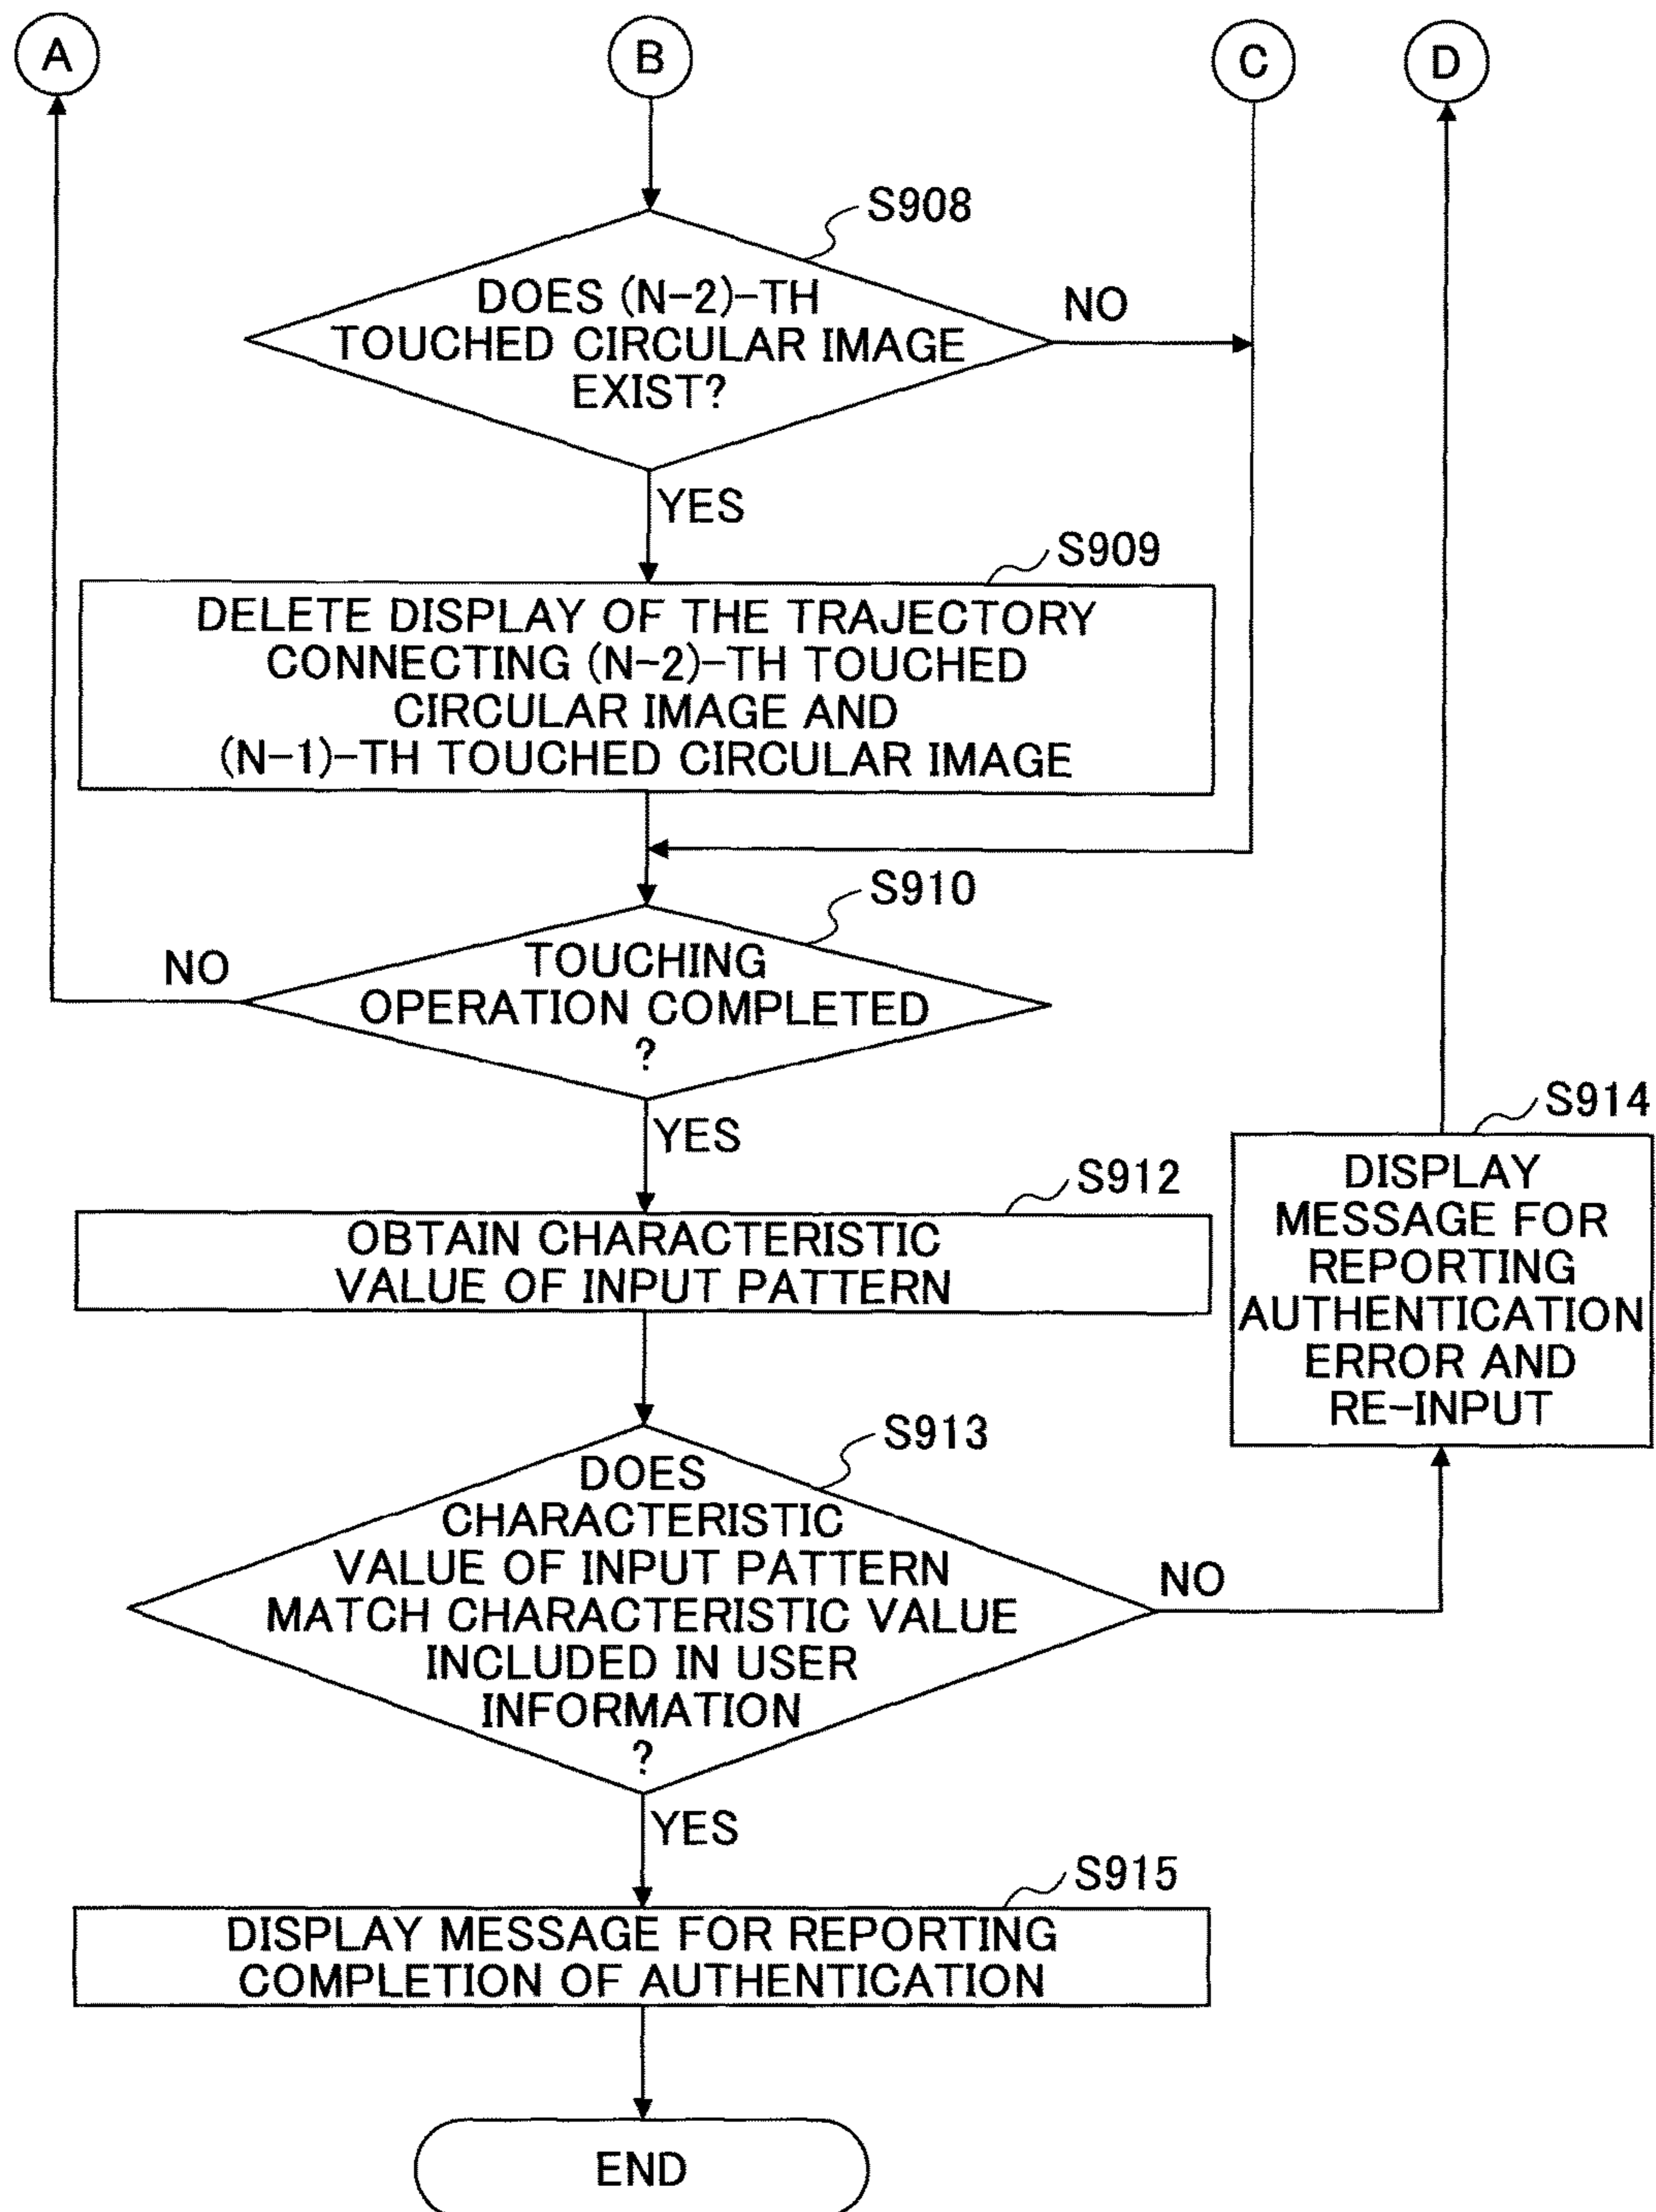 A
B
C
D
S908
DOES (N-2)-TH
TOUCHED CIRCULAR IMAGE
EXIST?
NO
YES
S909
DELETE DISPLAY OF THE TRAJECTORY
CONNECTING (N-2)-TH TOUCHED
CIRCULAR IMAGE AND
(N-1)-TH TOUCHED CIRCULAR IMAGE
S910
TOUCHING
OPERATION COMPLETED
?
NO
YES
S912
OBTAIN CHARACTERISTIC
VALUE OF INPUT PATTERN
S914
DISPLAY
MESSAGE FOR
REPORTING
AUTHENTICATION
ERROR AND
RE-INPUT
S913
DOES
CHARACTERISTIC
VALUE OF INPUT PATTERN
MATCH CHARACTERISTIC VALUE
INCLUDED IN USER
INFORMATION
?
NO
YES
S915
DISPLAY MESSAGE FOR REPORTING
COMPLETION OF AUTHENTICATION
END